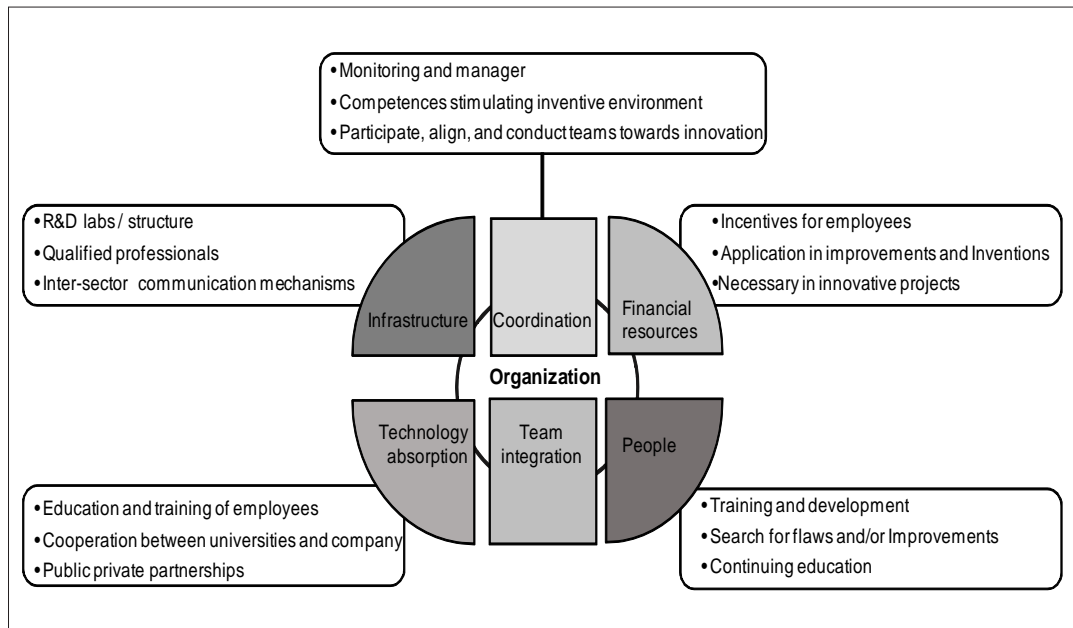 •Monitoring and manager
•Competences stimulating inventive environment
•Participate, align, and conduct teams towards innovation
•R&D labs / structure
•Qualified professionals
•Inter-sector communication mechanisms
•Incentives for employees
•Application in improvements and Inventions
•Necessary in innovative projects
Infrastructure
Coordination
Financial
resources
Organization
Technology
absorption
Team
integration
People
•Education and training of employees
•Cooperation between universities and company
•Public private partnerships
•Training and development
•Search for flaws and/or Improvements
•Continuing education